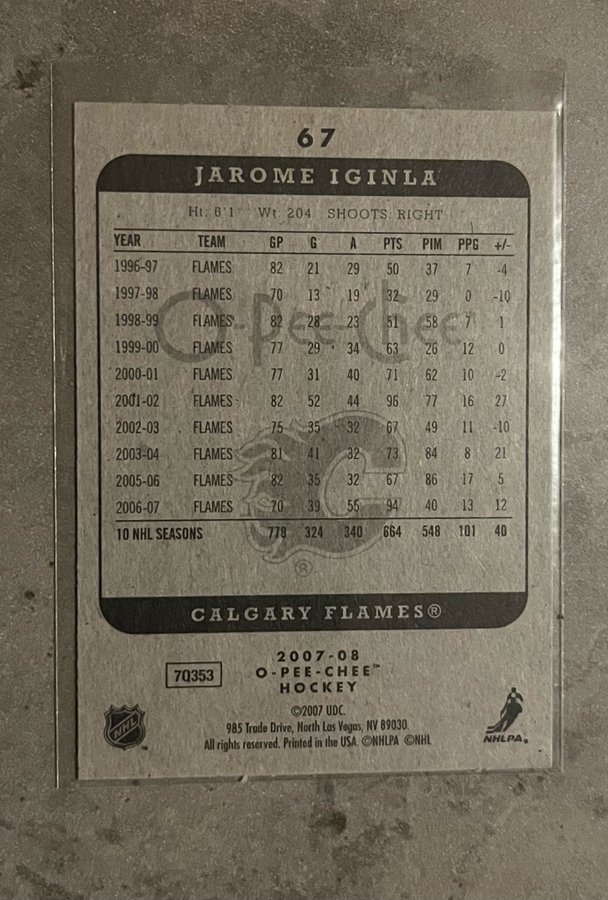 67
JAROME IGINLA
Ht. 6'1" Wt. 204 SHOOTS RIGHT
YEAR TEAM GP G A PTS PIM PPG +/-
1996-97 FLAMES 82 21 29 50 37 7 -4
1997-98 FLAMES 70 13 19 32 29 0 -10
1998-99 FLAMES 82 28 23 51 58 7 1
1999-00 FLAMES 77 29 34 63 26 12 0
2000-01 FLAMES 77 31 40 71 62 10 -2
2001-02 FLAMES 82 52 44 96 77 16 27
2002-03 FLAMES 75 35 32 67 49 11 -10
2003-04 FLAMES 81 41 32 73 84 8 21
2005-06 FLAMES 82 35 32 67 86 17 5
2006-07 FLAMES 70 39 55 94 40 13 12
10 NHL SEASONS 778 324 340 664 548 101 40
O-Pee-Chee
C
®
CALGARY FLAMES®
2007-08
7Q353 O-PEE-CHEE™
HOCKEY
©2007 UDC.
985 Trade Drive, North Las Vegas, NV 89030.
All rights reserved. Printed in the USA. ©NHLPA ©NHL
NHL™
NHLPA®